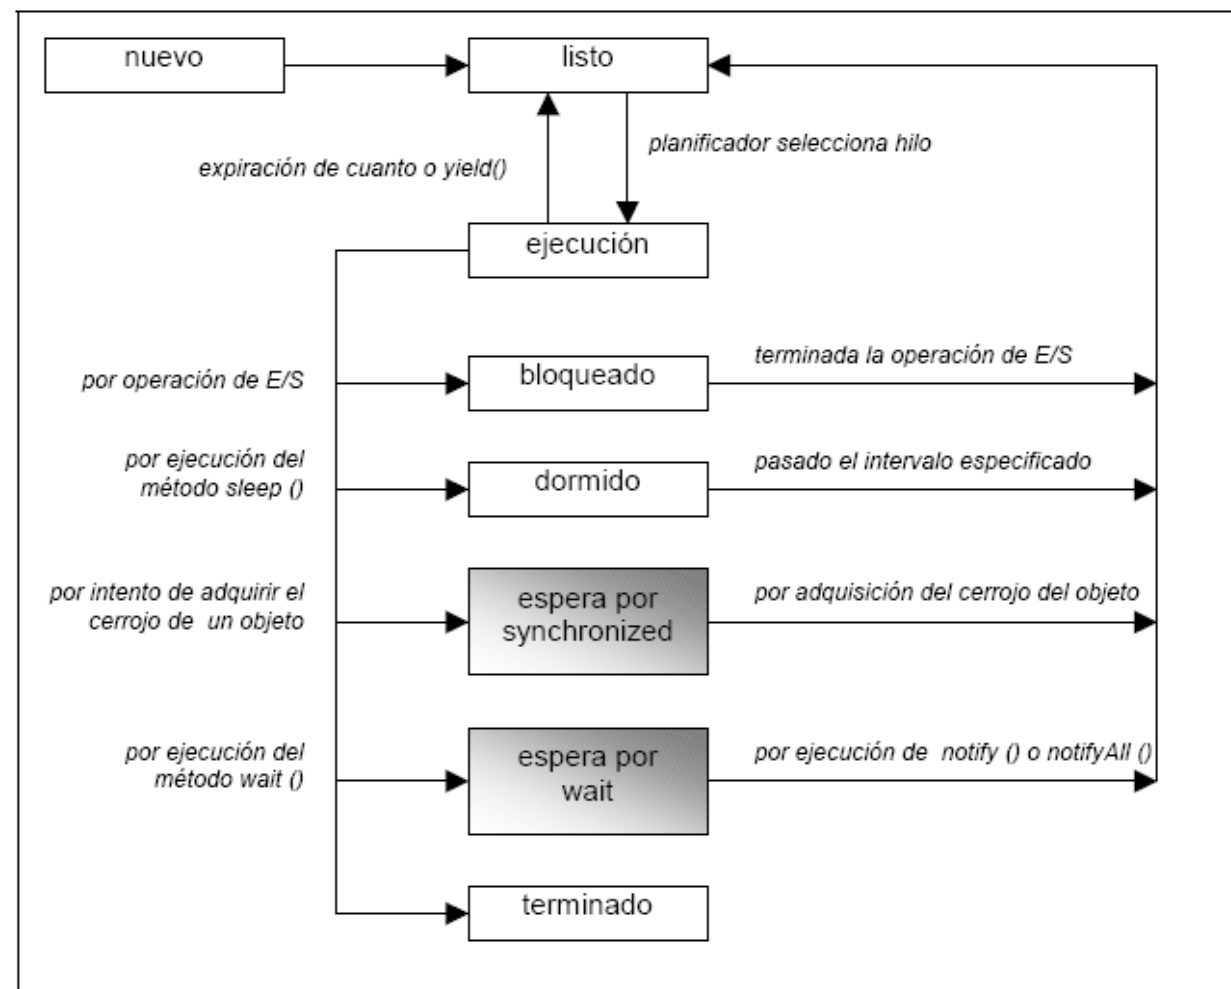 nuevo
listo
planificador selecciona hilo
expiración de cuanto o yield()
ejecución
por operación de E/S
bloqueado
terminada la operación de E/S
por ejecución del
método sleep ()
dormido
pasado el intervalo especificado
por intento de adquirir el
cerrojo de un objeto
espera por
synchronized
por adquisición del cerrojo del objeto
por ejecución del
método wait ()
espera por
wait
por ejecución de notify () o notifyAll ()
terminado